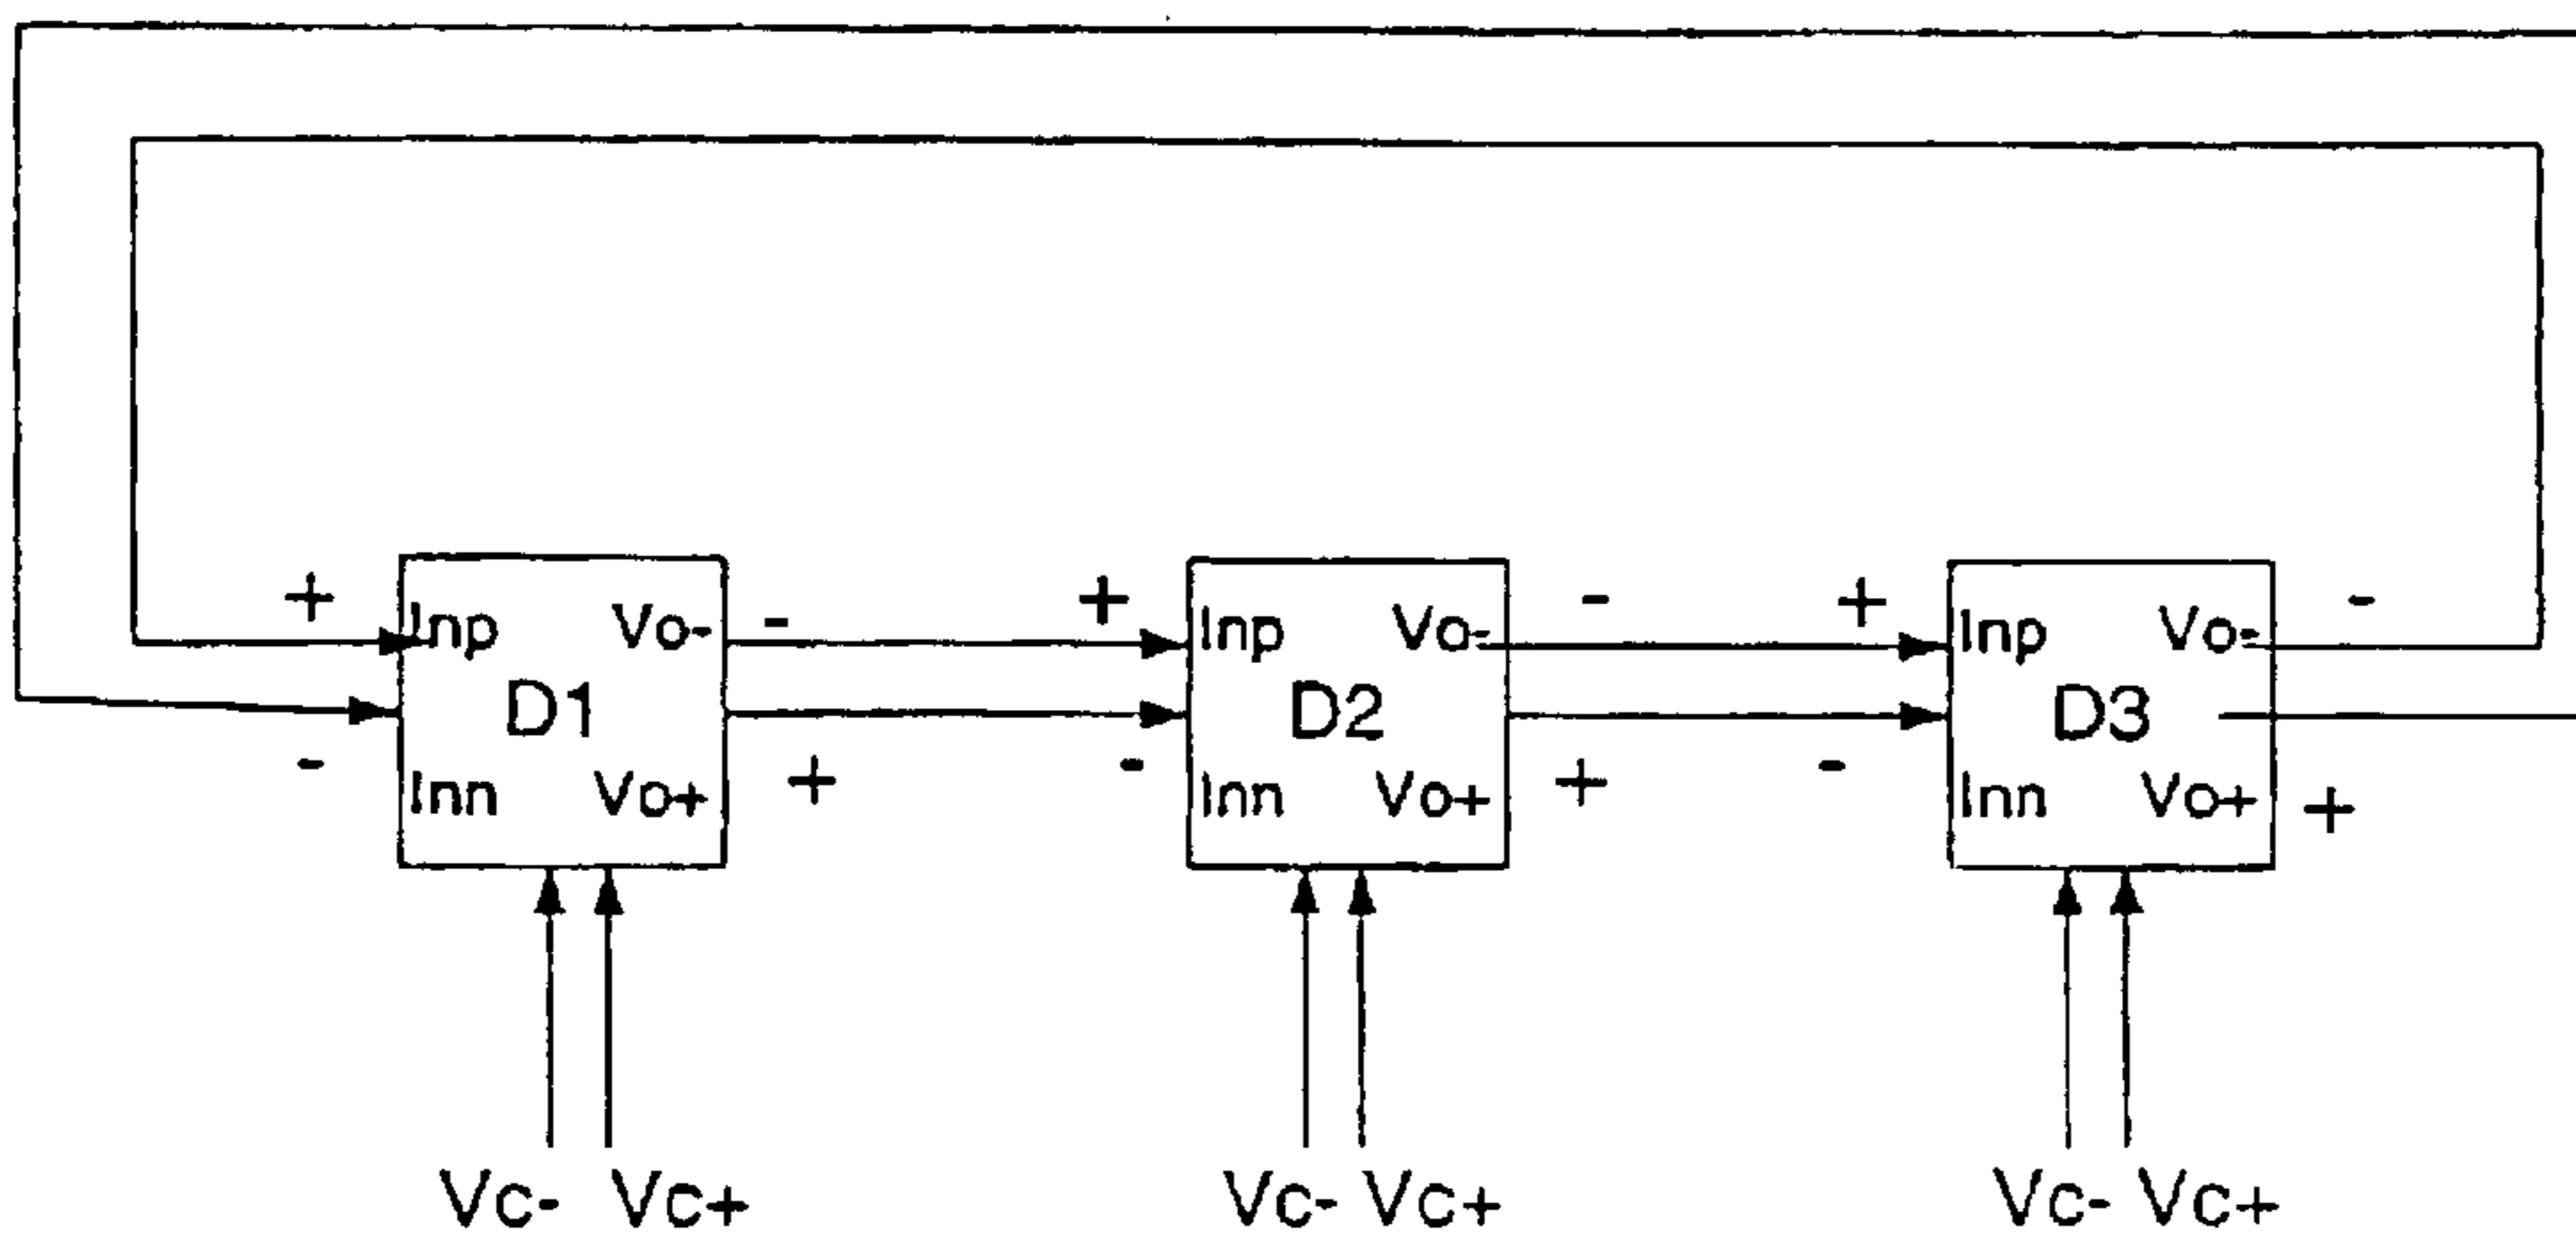 + - + - + -
Inp Vo- Inp Vo- Inp Vo-
D1 D2 D3
- + - + - +
Inn Vo+ Inn Vo+ Inn Vo+
Vc- Vc+ Vc- Vc+ Vc- Vc+